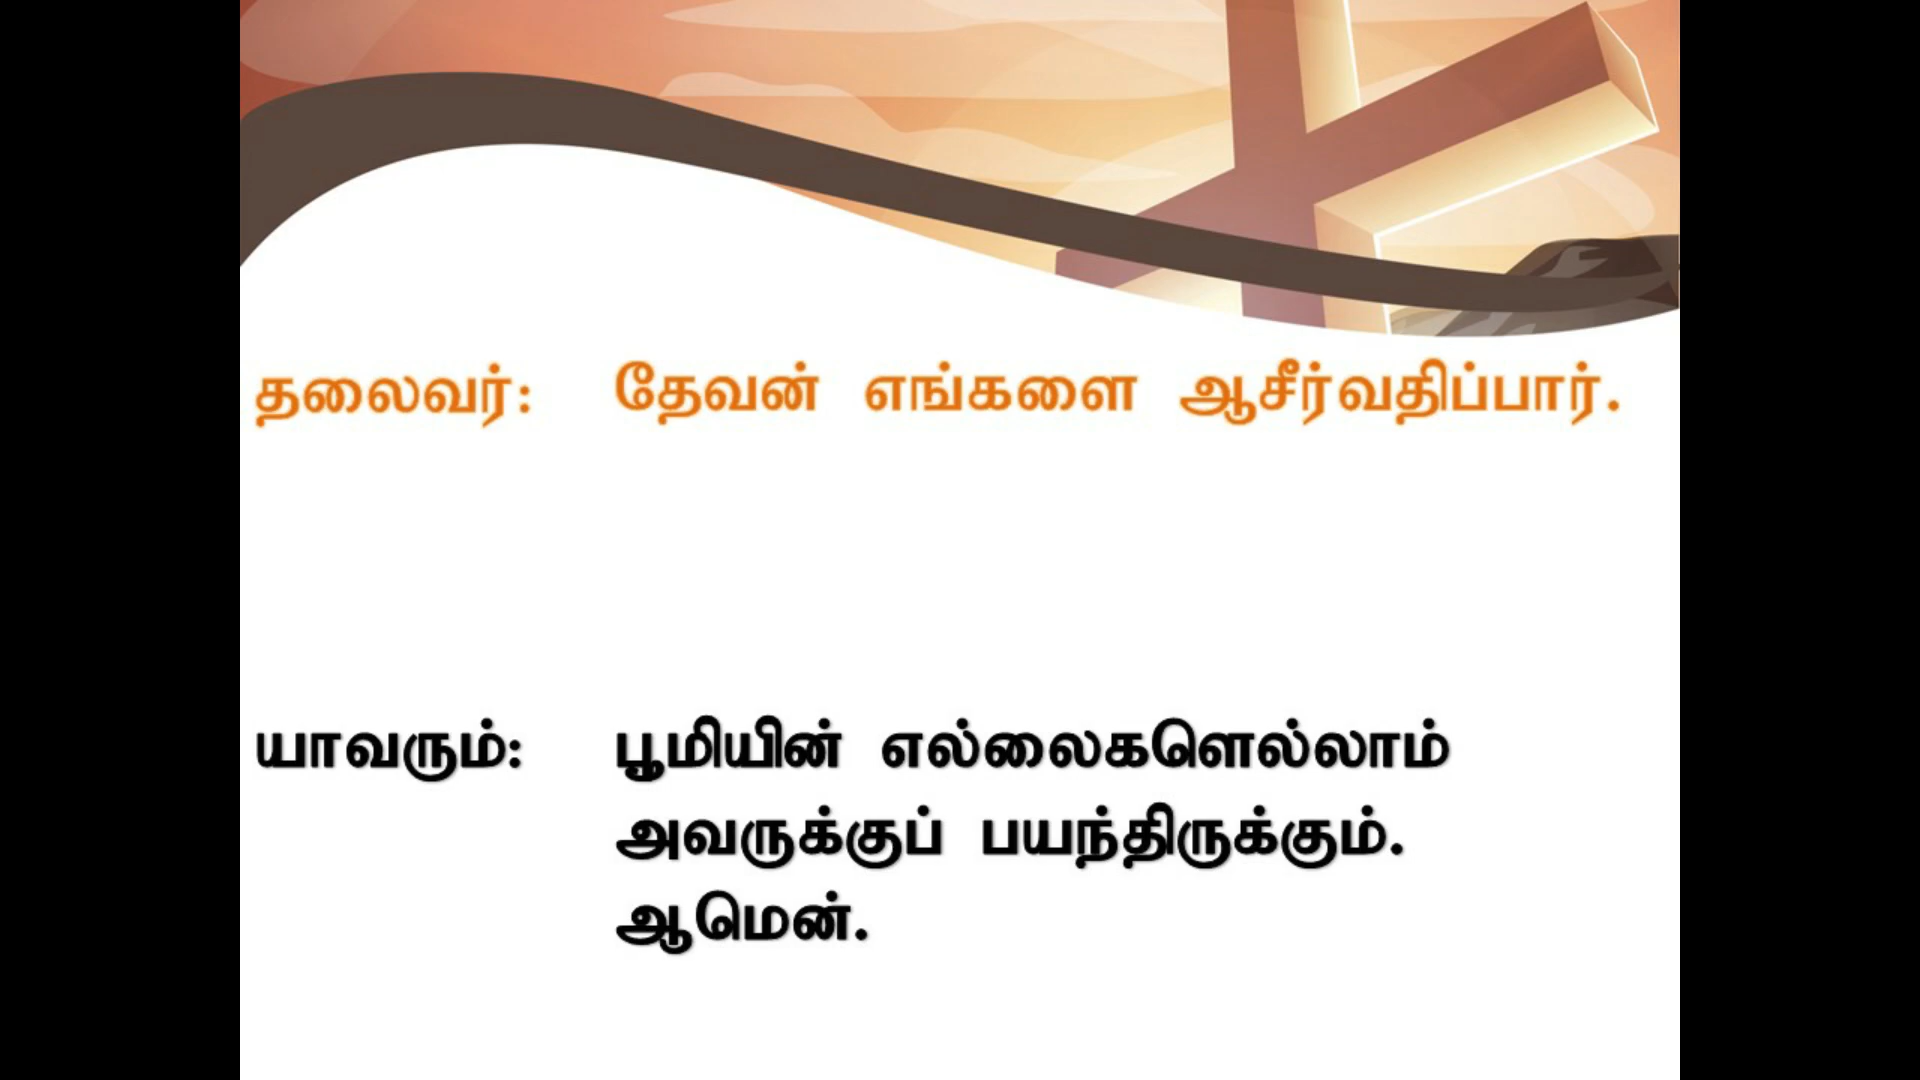 தலைவர்: தேவன் எங்களை ஆசீர்வதிப்பார்.
யாவரும்: பூமியின் எல்லைகளெல்லாம்
அவருக்குப் பயந்திருக்கும்.
ஆமென்.